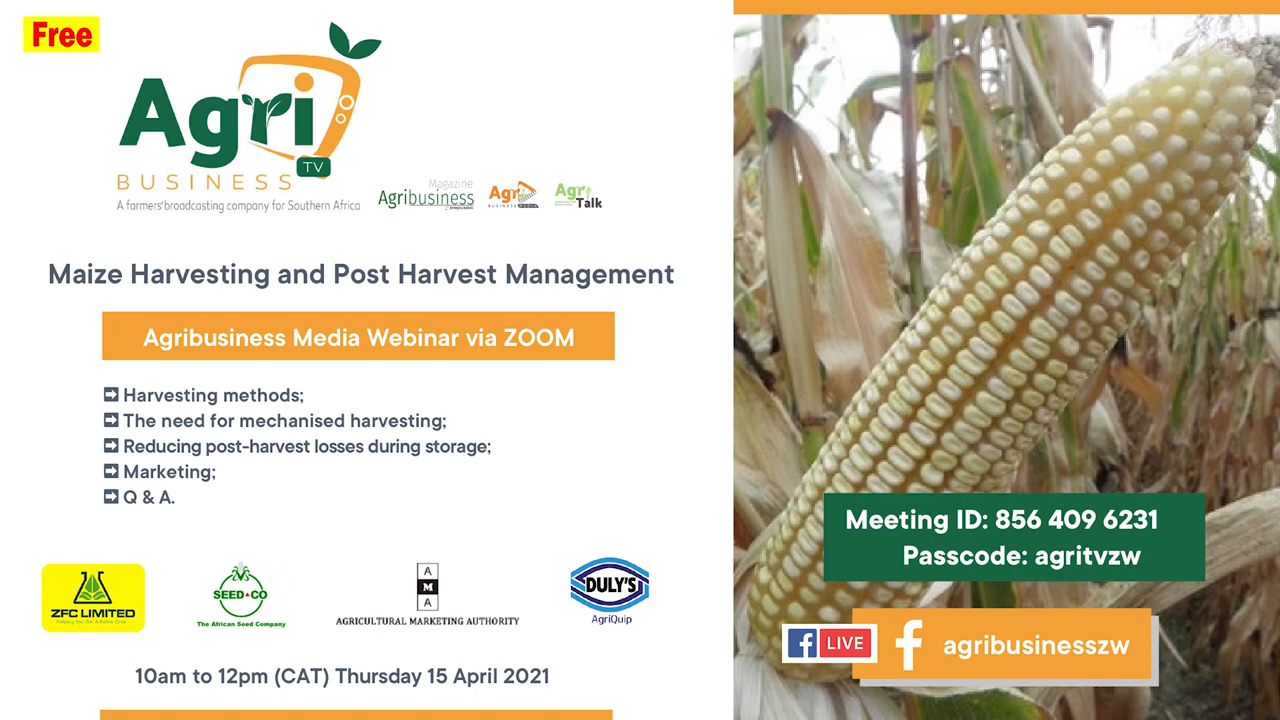 Free
Agri
BUSINESS TV
A farmers' broadcasting company for Southern Africa
Magazine
Agribusiness
Agri
BUSINESS MEDIA
Agri
Talk
Maize Harvesting and Post Harvest Management
Agribusiness Media Webinar via ZOOM
Harvesting methods;
The need for mechanised harvesting;
Reducing post-harvest losses during storage;
Marketing;
Q & A.
ZFC LIMITED
SEED CO
The African Seed Company
A
M
A
AGRICULTURAL MARKETING AUTHORITY
DULY'S
AgriQuip
10am to 12pm (CAT) Thursday 15 April 2021
Meeting ID: 856 409 6231
Passcode: agritvzw
f LIVE
f agribusinesszw